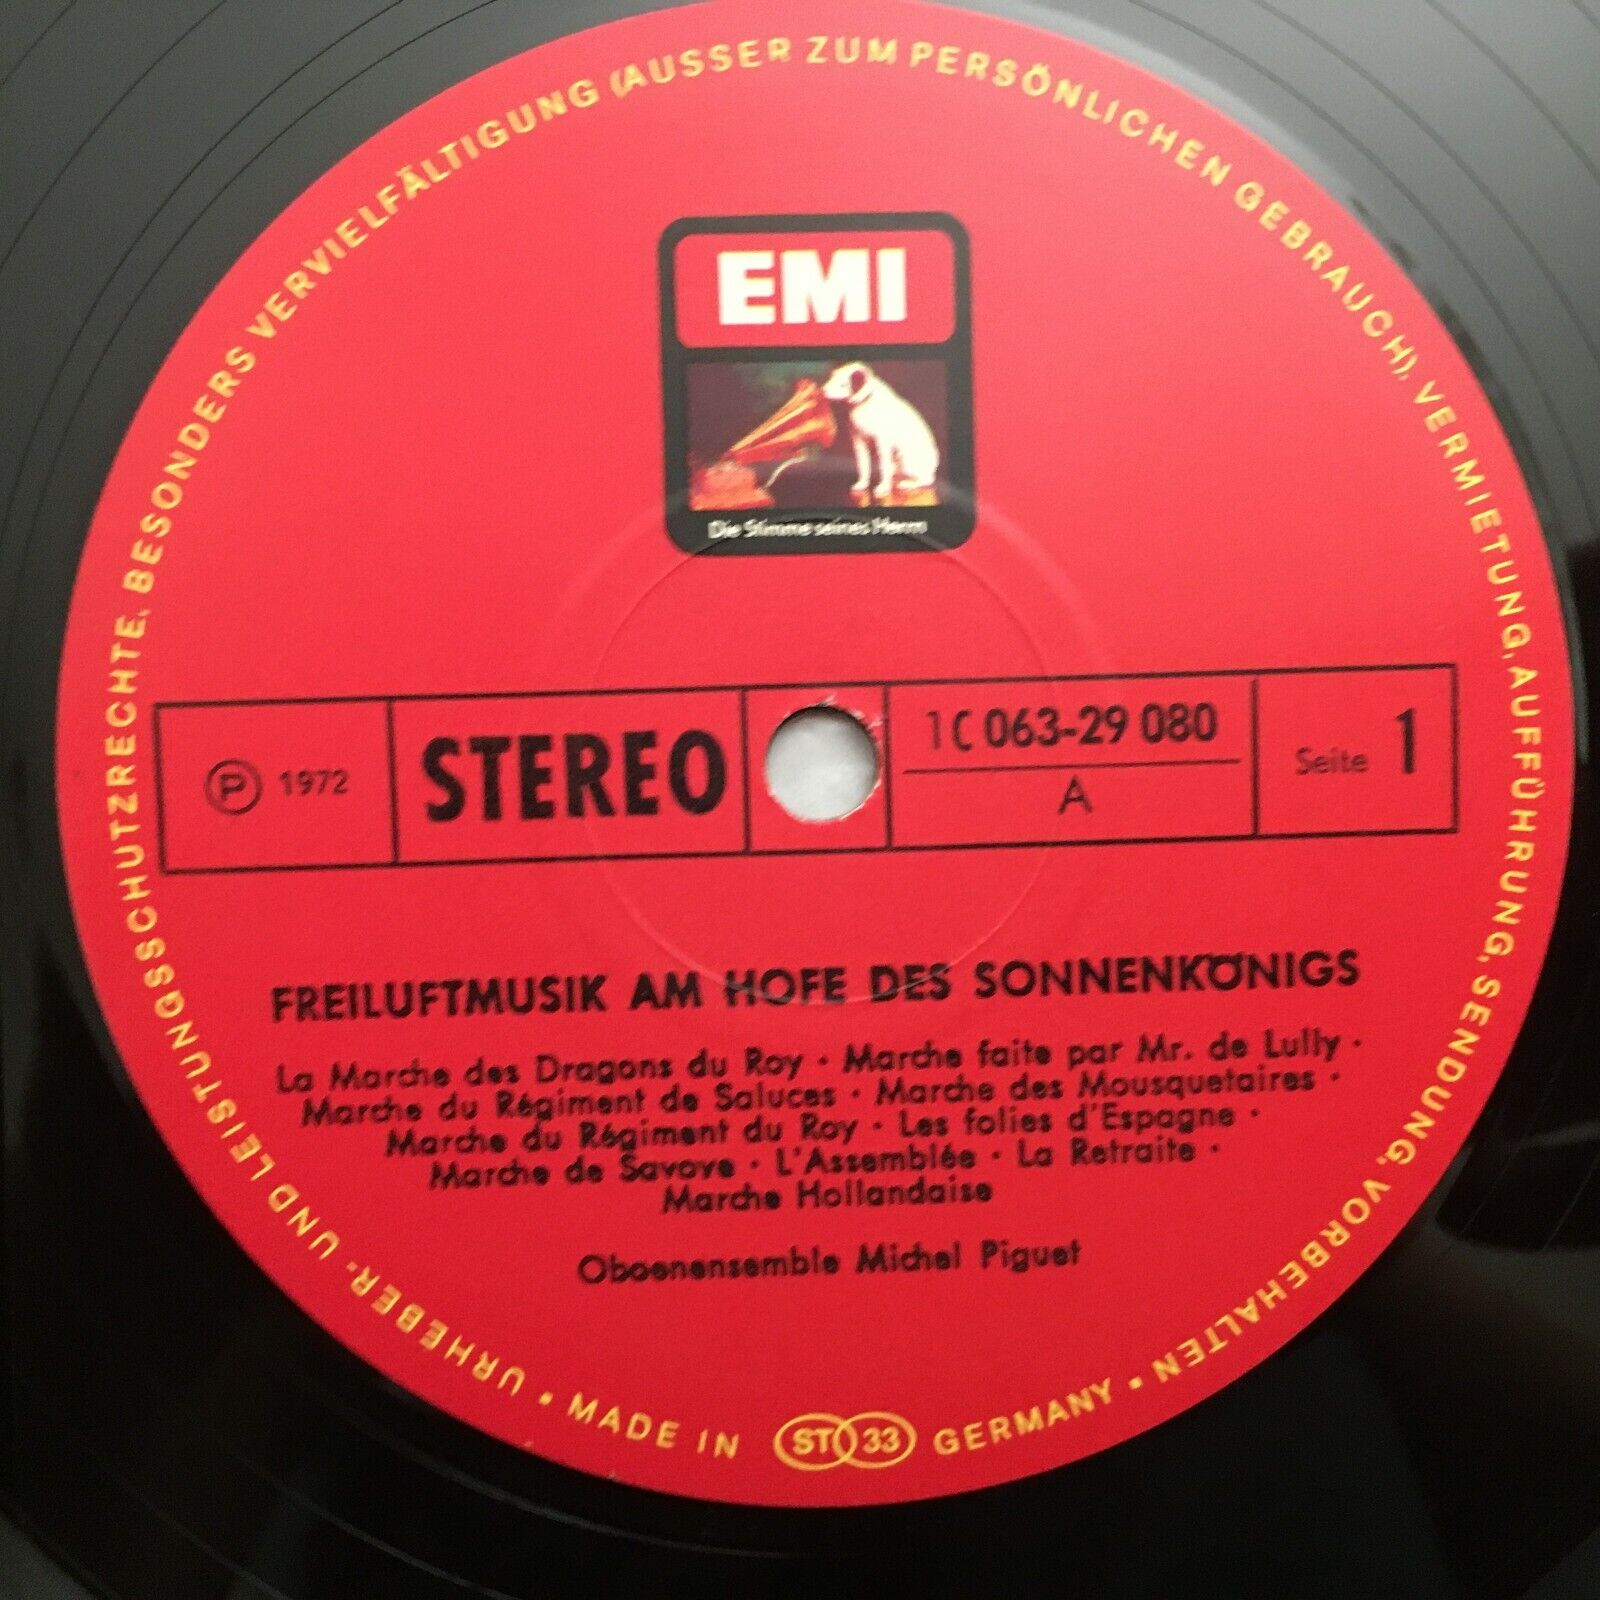 URHEBER- UND LEISTUNGSSCHUTZRECHTE, BESONDERS VERVIELFÄLTIGUNG (AUSSER ZUM PERSÖNLICHEN GEBRAUCH), VERMIETUNG, AUFFÜHRUNG, SENDUNG, VORBEHALTEN •
EMI
Die Stimme seines Herrn
℗ 1972
STEREO
1 C 063-29 080
A
Seite 1
FREILUFTMUSIK AM HOFE DES SONNENKÖNIGS
La Marche des Dragons du Roy · Marche faite par Mr. de Lully ·
Marche du Régiment de Saluces · Marche des Mousquetaires ·
Marche du Régiment du Roy · Les folies d'Espagne ·
Marche de Savoye · L'Assemblée · La Retraite ·
Marche Hollandaise
Oboenensemble Michel Piguet
• MADE IN ST 33 GERMANY